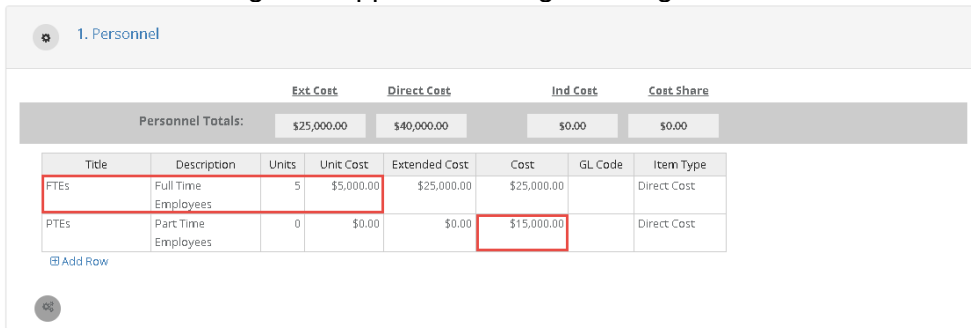 1. Personnel
Ext Cost Direct Cost Ind Cost Cost Share
Personnel Totals: $25,000.00 $40,000.00 $0.00 $0.00
Title Description Units Unit Cost Extended Cost Cost GL Code Item Type
FTEs Full Time 5 $5,000.00 $25,000.00 $25,000.00 Direct Cost
Employees
PTEs Part Time 0 $0.00 $0.00 $15,000.00 Direct Cost
Employees
Add Row